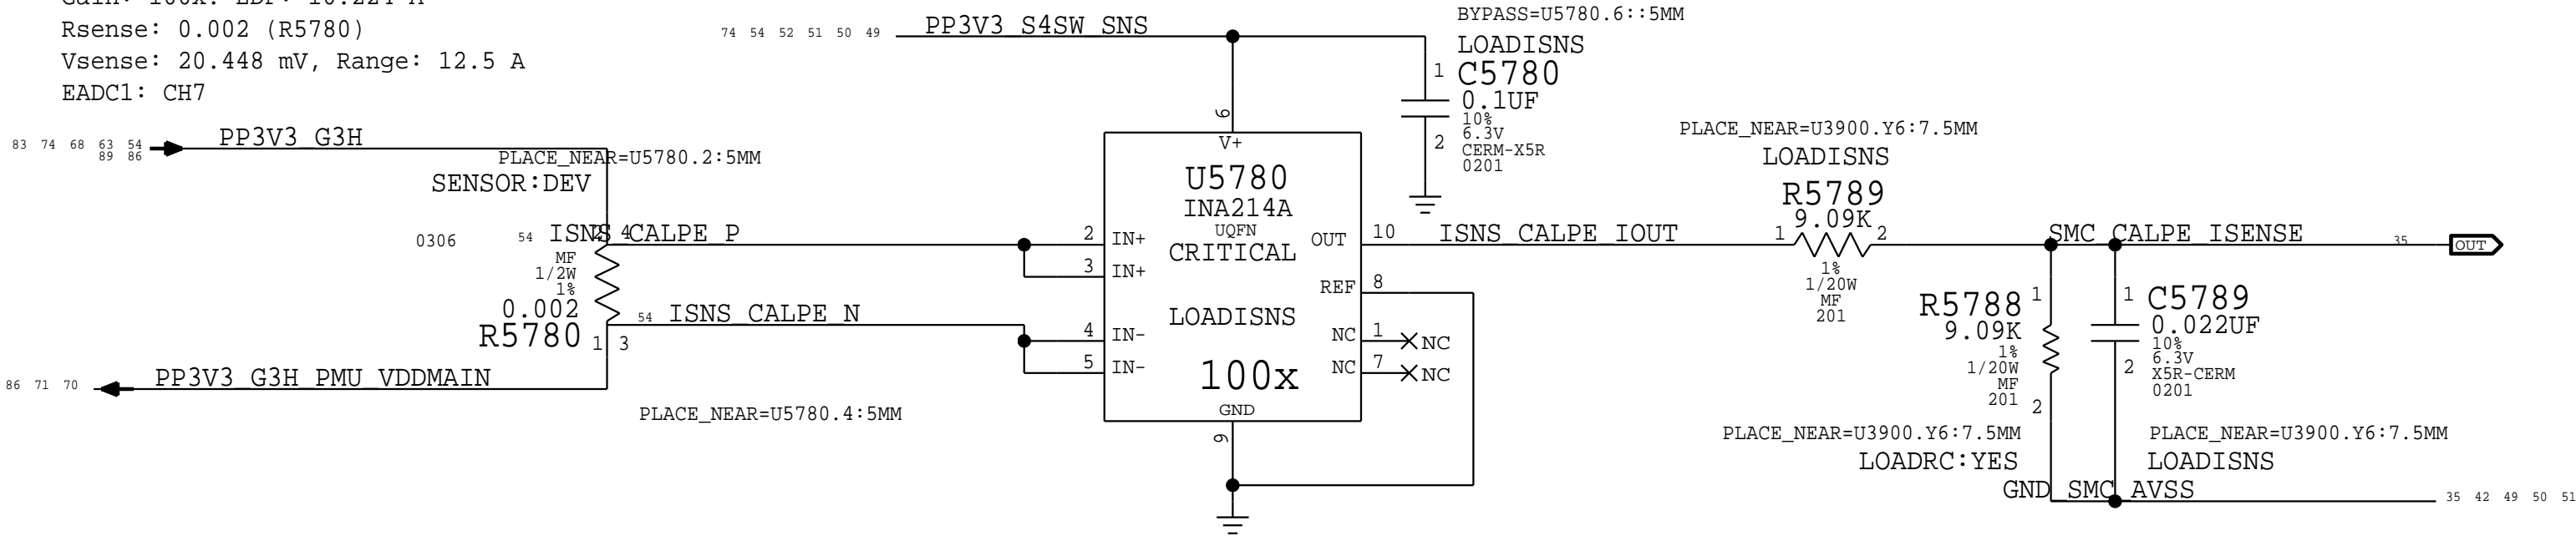 Gain: 100x. EDP: 10.224 A
Rsense: 0.002 (R5780)
Vsense: 20.448 mV, Range: 12.5 A
EADC1: CH7
74 54 52 51 50 49
PP3V3_S4SW_SNS
BYPASS=U5780.6::5MM
LOADISNS
1
C5780
0.1UF
10%
6.3V
2
CERM-X5R
0201
83 74 68 63 54
89 86
PP3V3_G3H
PLACE_NEAR=U5780.2:5MM
SENSOR:DEV
0306
54
ISNS_CALPE_P
2 4
MF
1/2W
1%
0.002
R5780
1 3
54
ISNS_CALPE_N
86 71 70
PP3V3_G3H_PMU_VDDMAIN
PLACE_NEAR=U5780.4:5MM
6
V+
U5780
INA214A
UQFN
CRITICAL
LOADISNS
100x
GND
9
2
IN+
3
IN+
4
IN-
5
IN-
OUT
10
REF
8
NC
1
NC
NC
7
NC
ISNS_CALPE_IOUT
PLACE_NEAR=U3900.Y6:7.5MM
LOADISNS
R5789
9.09K
1
2
1%
1/20W
MF
201
SMC_CALPE_ISENSE
35
OUT
R5788
1
9.09K
1%
1/20W
MF
201
2
PLACE_NEAR=U3900.Y6:7.5MM
LOADRC:YES
1
C5789
0.022UF
10%
6.3V
2
X5R-CERM
0201
PLACE_NEAR=U3900.Y6:7.5MM
LOADISNS
GND_SMC_AVSS
35 42 49 50 51